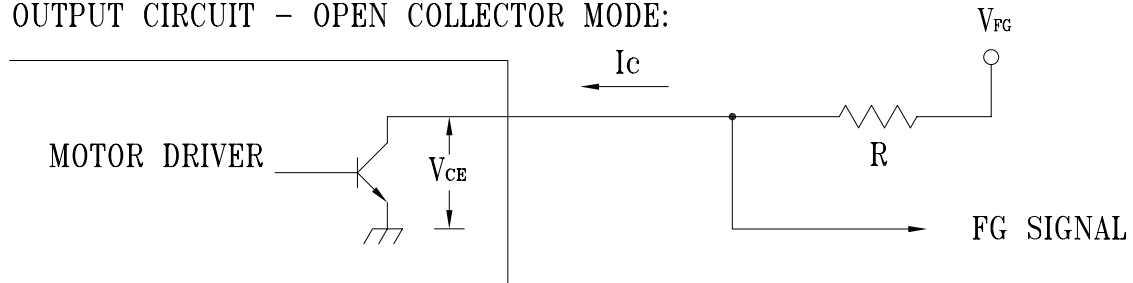 OUTPUT CIRCUIT - OPEN COLLECTOR MODE:
VFG
Ic
MOTOR DRIVER
VCE
R
FG SIGNAL